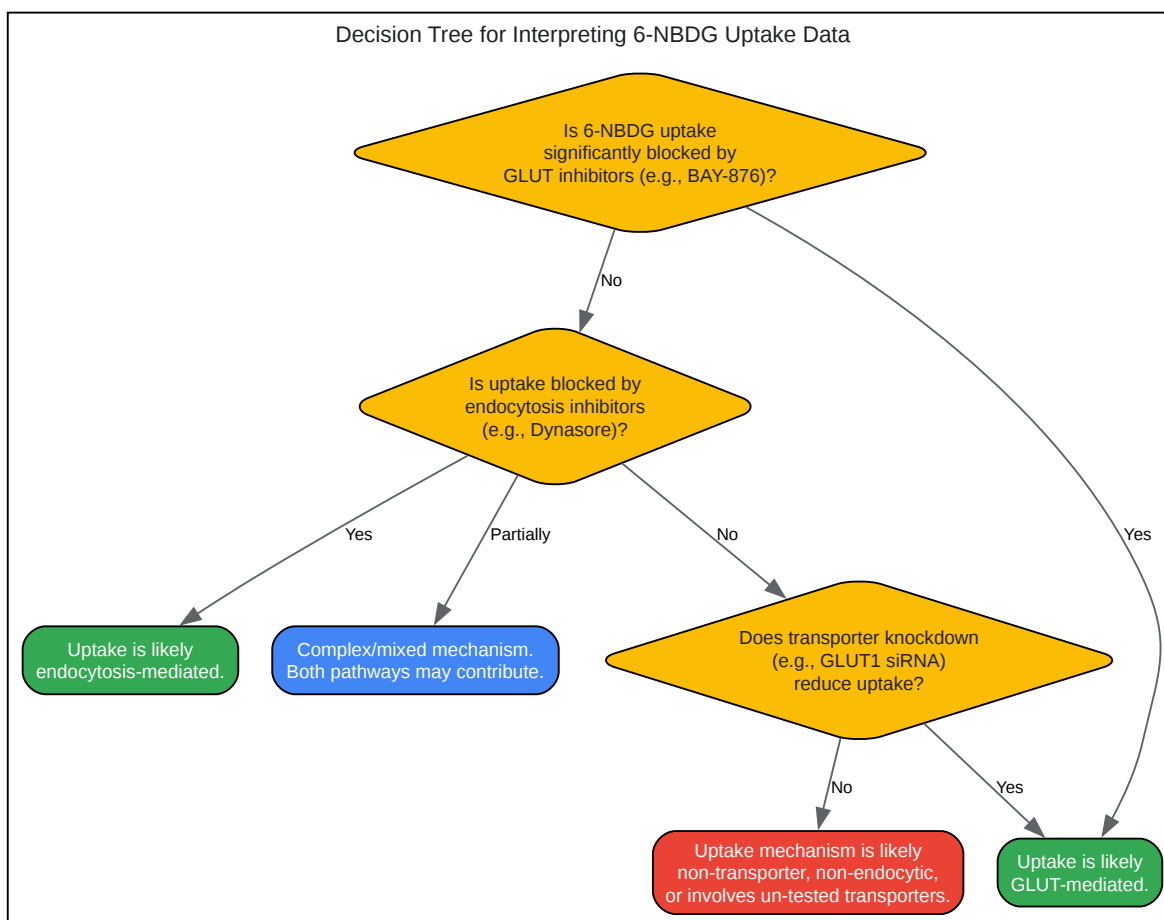 Decision Tree for Interpreting 6-NBDG Uptake Data
Is 6-NBDG uptake
significantly blocked by
GLUT inhibitors (e.g., BAY-876)?
No
Is uptake blocked by
endocytosis inhibitors
(e.g., Dynasore)?
Yes
Partially
No
Yes
Uptake is likely
endocytosis-mediated.
Complex/mixed mechanism.
Both pathways may contribute.
Does transporter knockdown
(e.g., GLUT1 siRNA)
reduce uptake?
No
Yes
Uptake mechanism is likely
non-transporter, non-endocytic,
or involves un-tested transporters.
Uptake is likely
GLUT-mediated.